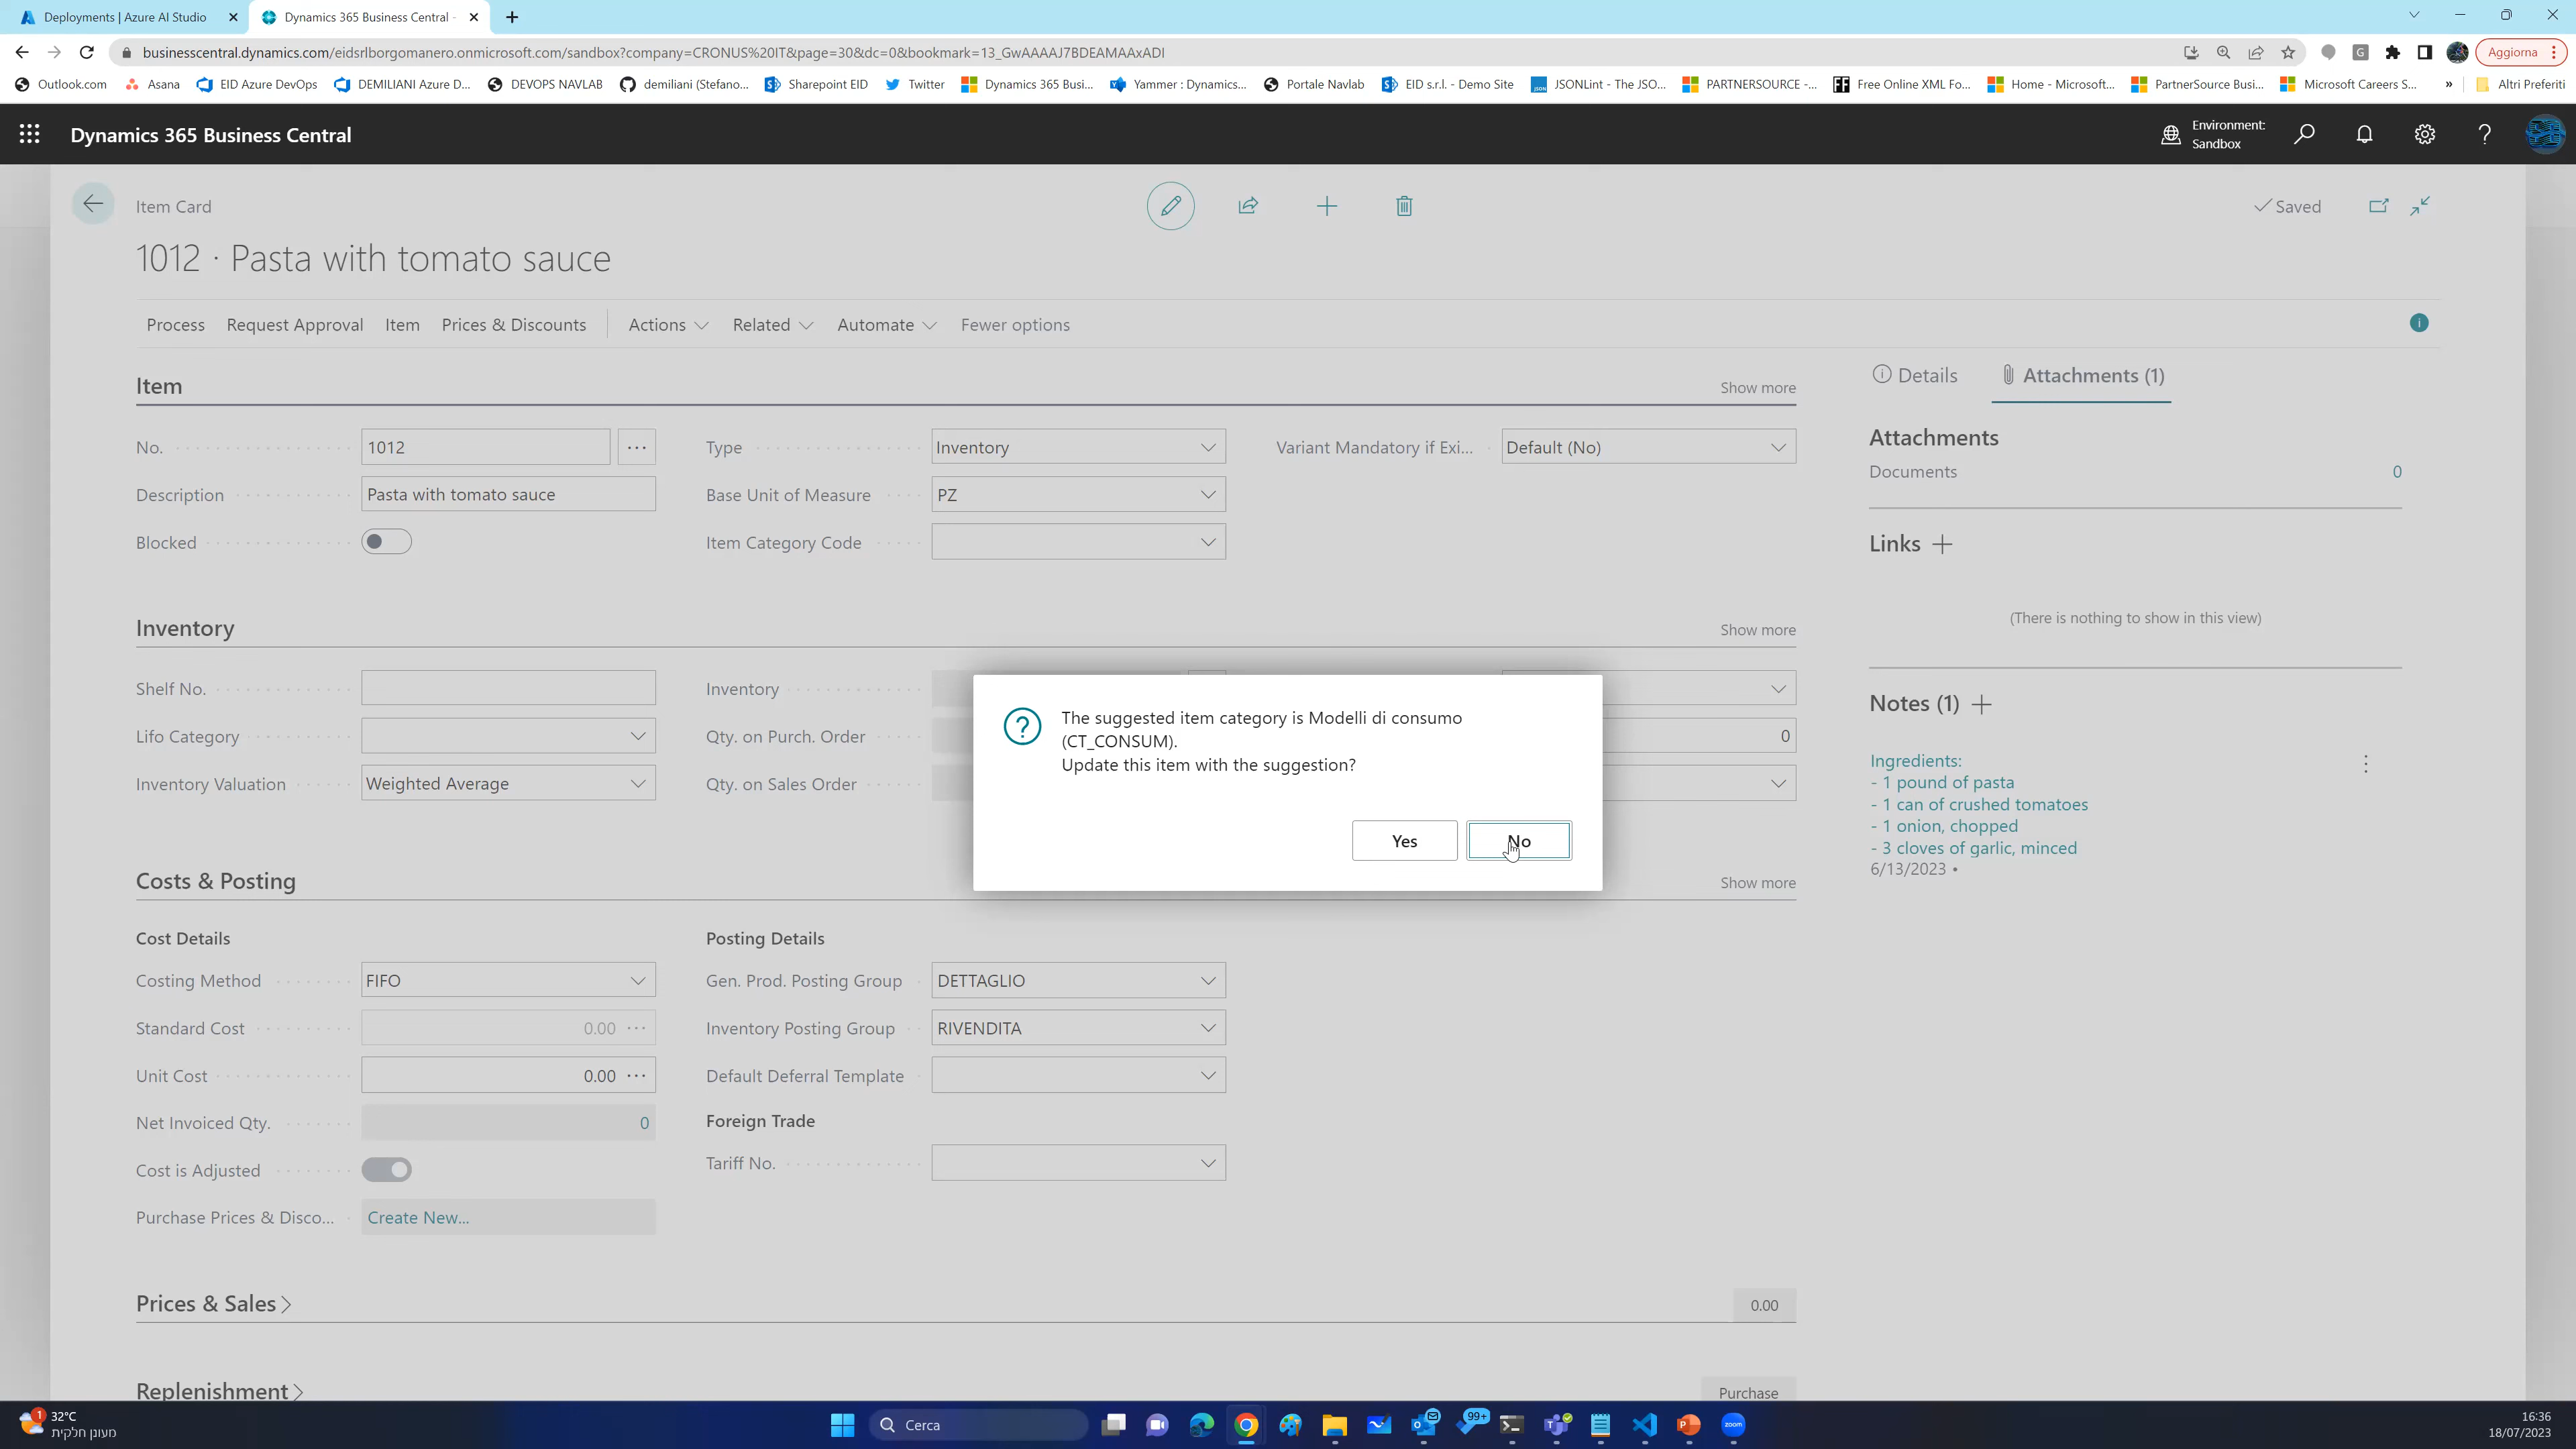 Deployments | Azure AI Studio
Dynamics 365 Business Central -
businesscentral.dynamics.com/eidsrlborgomanero.onmicrosoft.com/sandbox?company=CRONUS%20IT&page=30&dc=0&bookmark=13_GwAAAAJ7BDEAMAAxADI
Aggiorna
Outlook.com
Asana
EID Azure DevOps
DEMILIANI Azure D...
DEVOPS NAVLAB
demiliani (Stefano...
Sharepoint EID
Twitter
Dynamics 365 Busi...
Yammer : Dynamics...
Portale Navlab
EID s.r.l. - Demo Site
JSONLint - The JSO...
PARTNERSOURCE -...
Free Online XML Fo...
Home - Microsoft...
PartnerSource Busi...
Microsoft Careers S...
»
Altri Preferiti
Dynamics 365 Business Central
Environment:
Sandbox
Item Card
Saved
1012 · Pasta with tomato sauce
Process
Request Approval
Item
Prices & Discounts
Actions
Related
Automate
Fewer options
Item
Show more
No.
1012
Type
Inventory
Variant Mandatory if Exi...
Default (No)
Description
Pasta with tomato sauce
Base Unit of Measure
PZ
Blocked
Item Category Code
Inventory
Show more
Shelf No.
Inventory
Lifo Category
Qty. on Purch. Order
0
Inventory Valuation
Weighted Average
Qty. on Sales Order
The suggested item category is Modelli di consumo
(CT_CONSUM).
Update this item with the suggestion?
Yes
No
Costs & Posting
Show more
Cost Details
Posting Details
Costing Method
FIFO
Gen. Prod. Posting Group
DETTAGLIO
Standard Cost
0.00
Inventory Posting Group
RIVENDITA
Unit Cost
0.00
Default Deferral Template
Net Invoiced Qty.
0
Foreign Trade
Cost is Adjusted
Tariff No.
Purchase Prices & Disco...
Create New...
Prices & Sales
0.00
Replenishment
Purchase
Details
Attachments (1)
Attachments
Documents
0
Links
(There is nothing to show in this view)
Notes (1)
Ingredients:
- 1 pound of pasta
- 1 can of crushed tomatoes
- 1 onion, chopped
- 3 cloves of garlic, minced
6/13/2023 •
1
32°C
מעונן חלקית
Cerca
99+
zoom
16:36
18/07/2023